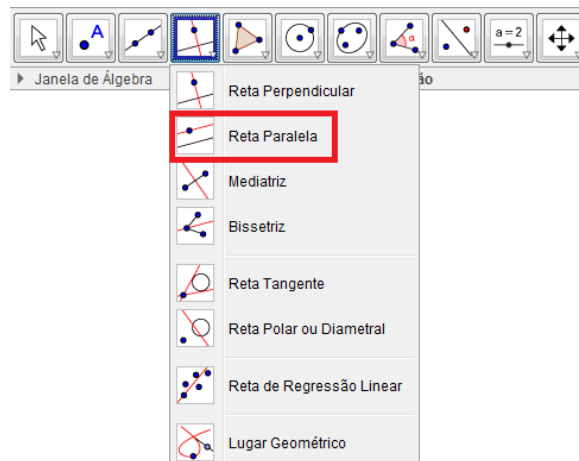 A
α
a=2
Janela de Álgebra
ão
Reta Perpendicular
Reta Paralela
Mediatriz
Bissetriz
Reta Tangente
Reta Polar ou Diametral
Reta de Regressão Linear
Lugar Geométrico